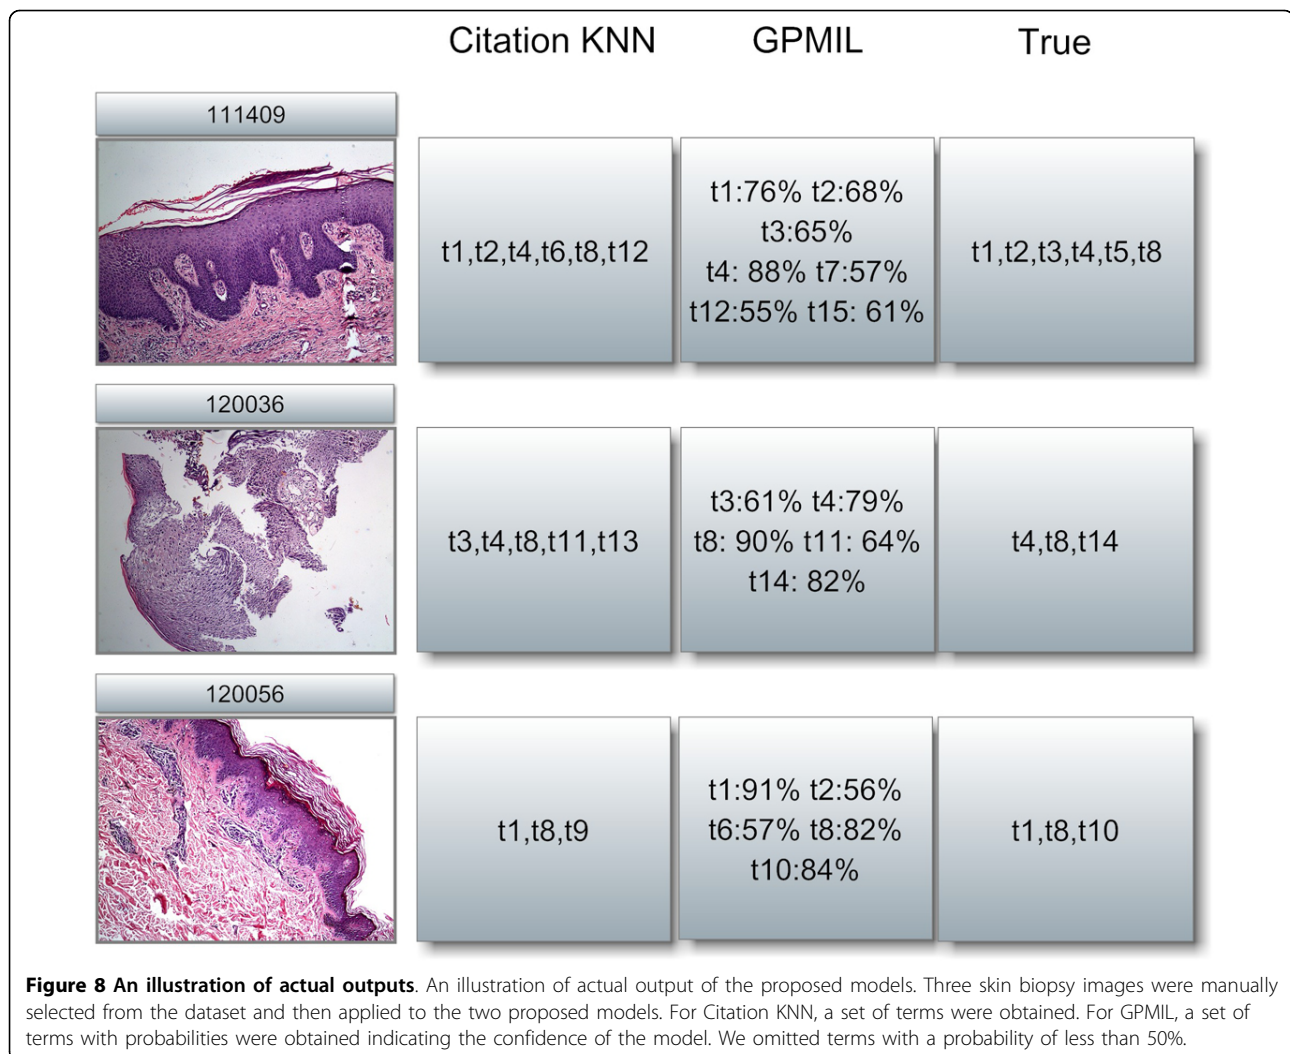 Citation KNN GPMIL True
111409
t1,t2,t4,t6,t8,t12
t1:76% t2:68%
t3:65%
t4: 88% t7:57%
t12:55% t15: 61%
t1,t2,t3,t4,t5,t8
120036
t3,t4,t8,t11,t13
t3:61% t4:79%
t8: 90% t11: 64%
t14: 82%
t4,t8,t14
120056
t1,t8,t9
t1:91% t2:56%
t6:57% t8:82%
t10:84%
t1,t8,t10
Figure 8 An illustration of actual outputs. An illustration of actual output of the proposed models. Three skin biopsy images were manually
selected from the dataset and then applied to the two proposed models. For Citation KNN, a set of terms were obtained. For GPMIL, a set of
terms with probabilities were obtained indicating the confidence of the model. We omitted terms with a probability of less than 50%.